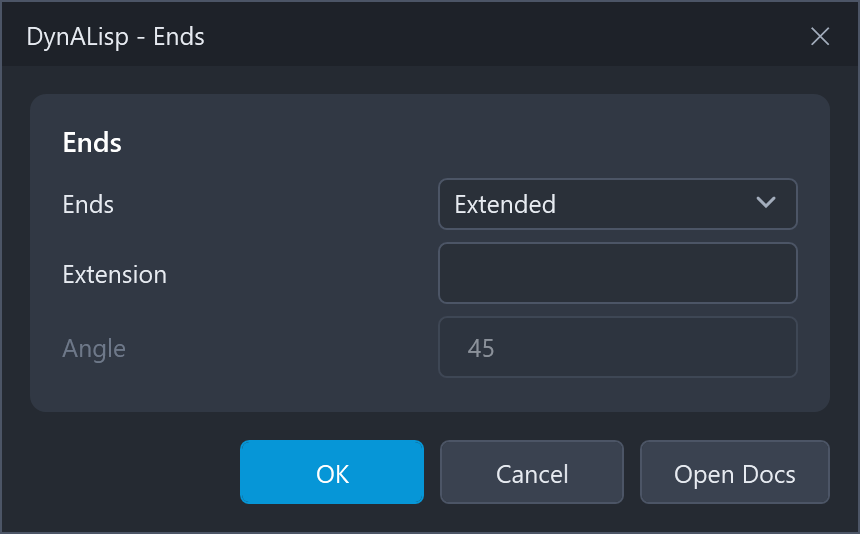 DynALisp - Ends
Ends
Ends Extended
Extension
Angle 45
OK Cancel Open Docs